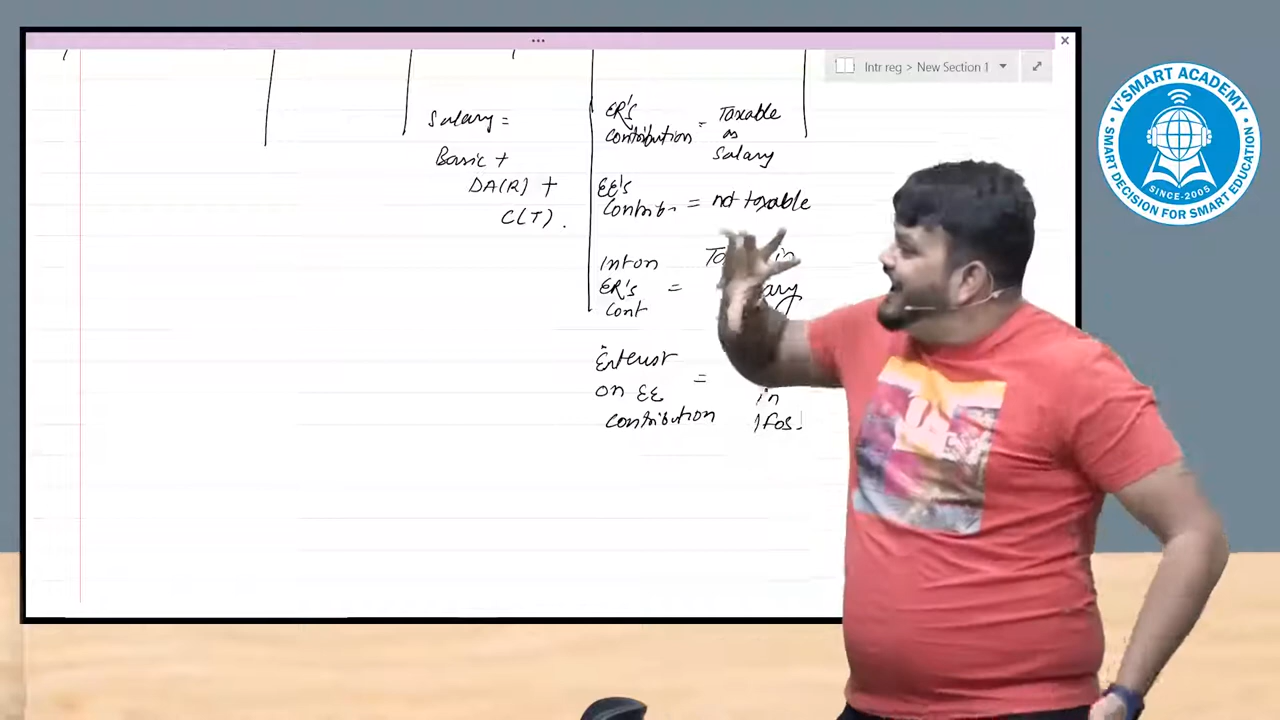 Intr reg > New Section 1
Salary =
Basic +
DA(R) +
C(T).
ER's
contribution = Taxable
as
Salary
EE's
Contribn = not taxable
Int on
ER's =
Cont
Interest
on EE =
contribution
in
IFOS.
V'SMART ACADEMY
SINCE-2005
SMART DECISION FOR SMART EDUCATION